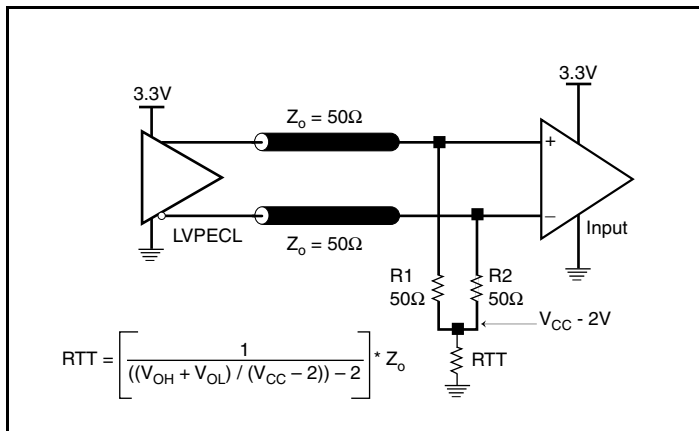 3.3V
3.3V
Zo = 50Ω
+
LVPECL
–
Input
Zo = 50Ω
R1
50Ω
R2
50Ω
VCC - 2V
RTT
RTT = [ 1 / ((VOH + VOL) / (VCC – 2)) – 2 ] * Zo